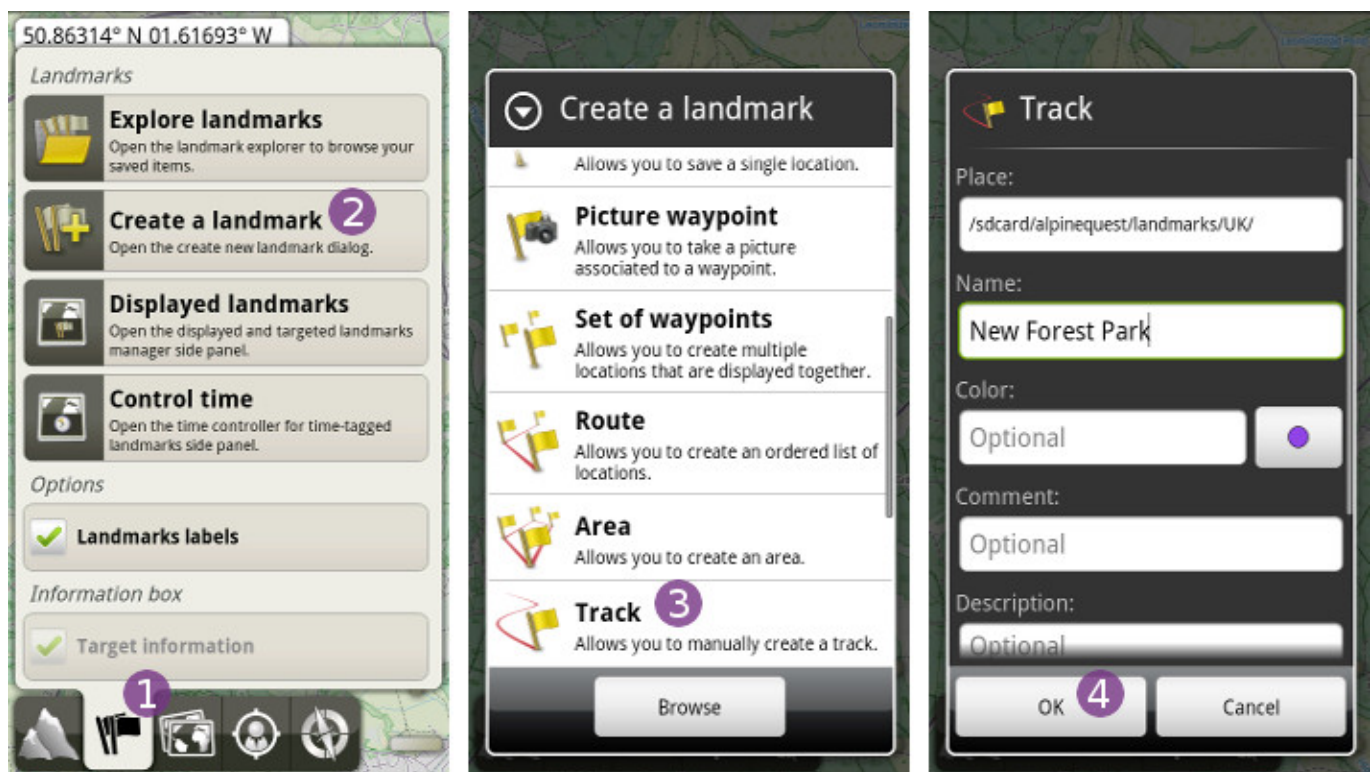 50.86314° N 01.61693° W
Landmarks
Explore landmarks
Open the landmark explorer to browse your
saved items.
Create a landmark 2
Open the create new landmark dialog.
Displayed landmarks
Open the displayed and targeted landmarks
manager side panel.
Control time
Open the time controller for time-tagged
landmarks side panel.
Options
Landmarks labels
Information box
Target information
1
Create a landmark
Allows you to save a single location.
Picture waypoint
Allows you to take a picture
associated to a waypoint.
Set of waypoints
Allows you to create multiple
locations that are displayed together.
Route
Allows you to create an ordered list of
locations.
Area
Allows you to create an area.
Track 3
Allows you to manually create a track.
Browse
Track
Place:
/sdcard/alpinequest/landmarks/UK/
Name:
New Forest Park
Color:
Optional
Comment:
Optional
Description:
Optional
OK 4 Cancel